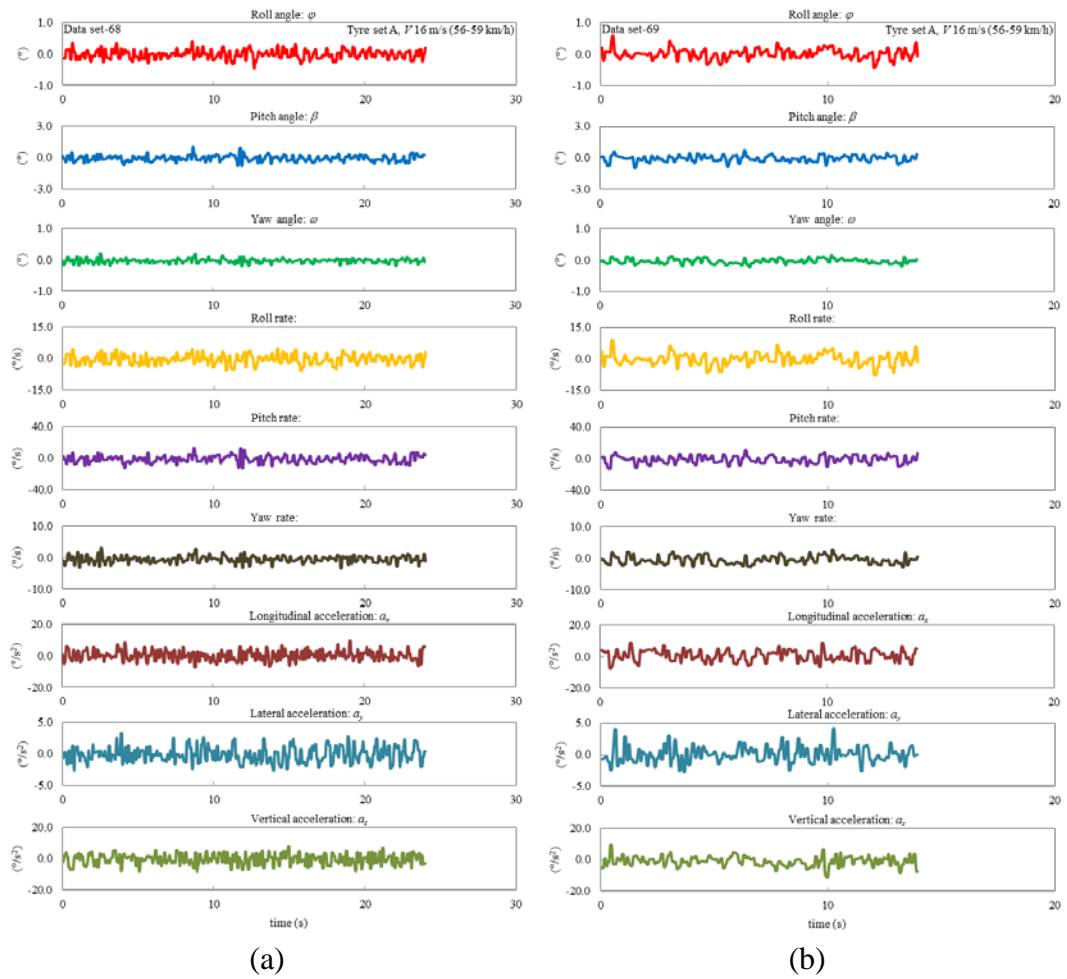 Roll angle: φ
Data set-68 Tyre set A, V 16 m/s (56-59 km/h)
1.0
0.0
-1.0
(°)
0 10 20 30
Pitch angle: β
3.0
0.0
-3.0
(°)
0 10 20 30
Yaw angle: ω
1.0
0.0
-1.0
(°)
0 10 20 30
Roll rate:
15.0
0.0
-15.0
(°/s)
0 10 20 30
Pitch rate:
40.0
0.0
-40.0
(°/s)
0 10 20 30
Yaw rate:
10.0
0.0
-10.0
(°/s)
0 10 20 30
Longitudinal acceleration: aₓ
20.0
0.0
-20.0
(°/s²)
0 10 20 30
Lateral acceleration: a_y
5.0
0.0
-5.0
(°/s²)
0 10 20 30
Vertical acceleration: a_z
20.0
0.0
-20.0
(°/s²)
0 10 20 30
time (s)
(a)
Roll angle: φ
Data set-69 Tyre set A, V 16 m/s (56-59 km/h)
1.0
0.0
-1.0
(°)
0 10 20
Pitch angle: β
3.0
0.0
-3.0
(°)
0 10 20
Yaw angle: ω
1.0
0.0
-1.0
(°)
0 10 20
Roll rate:
15.0
0.0
-15.0
(°/s)
0 10 20
Pitch rate:
40.0
0.0
-40.0
(°/s)
0 10 20
Yaw rate:
10.0
0.0
-10.0
(°/s)
0 10 20
Longitudinal acceleration: aₓ
20.0
0.0
-20.0
(°/s²)
0 10 20
Lateral acceleration: a_y
5.0
0.0
-5.0
(°/s²)
0 10 20
Vertical acceleration: a_z
20.0
0.0
-20.0
(°/s²)
0 10 20
time (s)
(b)